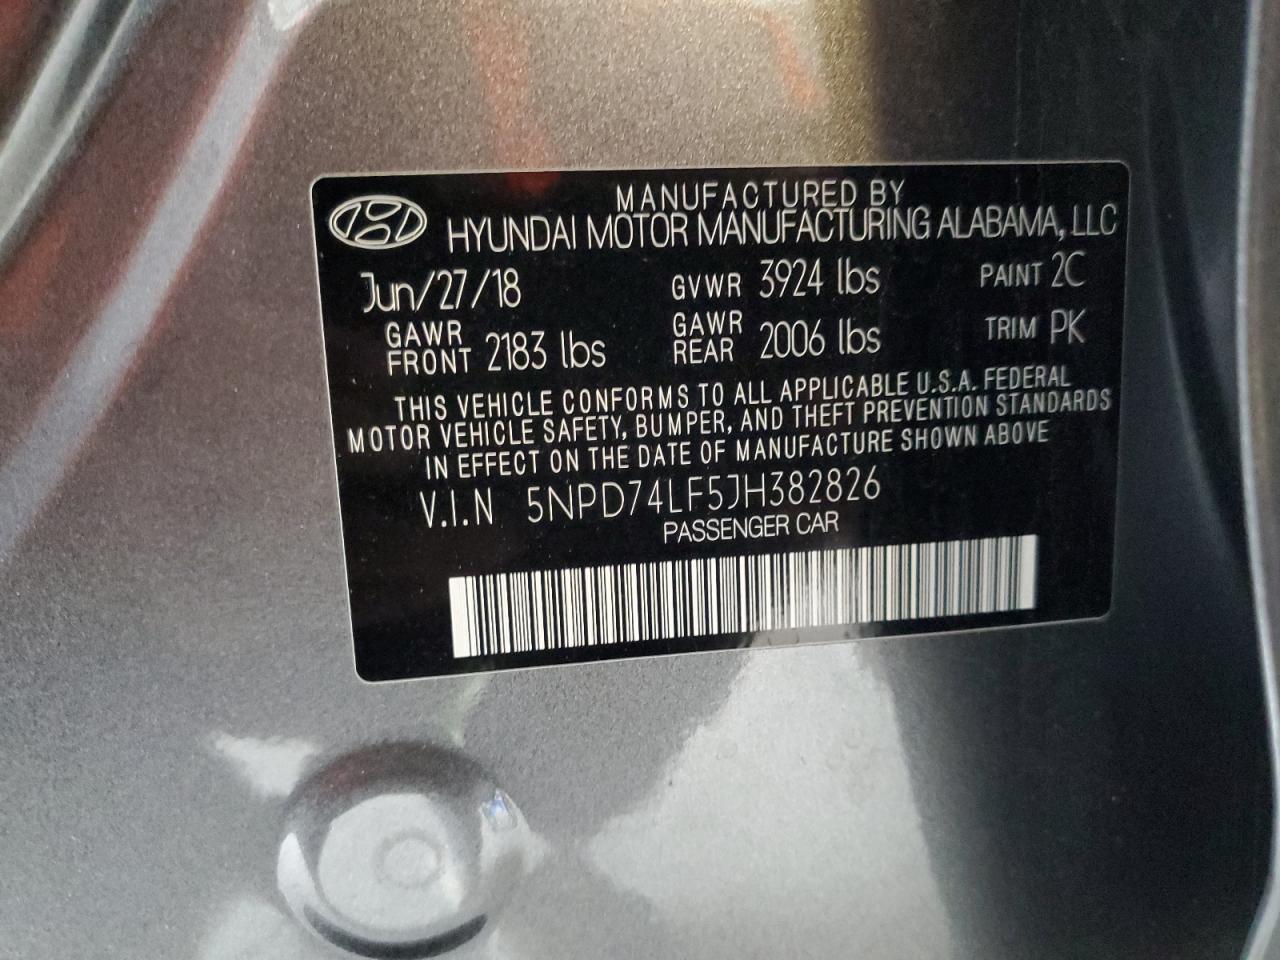 MANUFACTURED BY
HYUNDAI MOTOR MANUFACTURING ALABAMA, LLC
Jun/27/18 GVWR 3924 lbs PAINT 2C
GAWR FRONT 2183 lbs GAWR REAR 2006 lbs TRIM PK
THIS VEHICLE CONFORMS TO ALL APPLICABLE U.S.A. FEDERAL
MOTOR VEHICLE SAFETY, BUMPER, AND THEFT PREVENTION STANDARDS
IN EFFECT ON THE DATE OF MANUFACTURE SHOWN ABOVE
V.I.N 5NPD74LF5JH382826
PASSENGER CAR